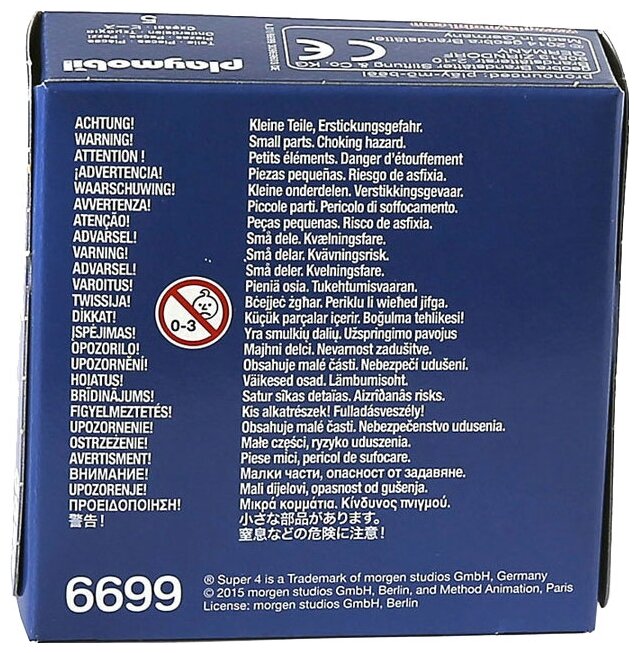 5
playmobil
pronounced: plāy-mō-bēēl
Germany
CE
ACHTUNG! Kleine Teile, Erstickungsgefahr.
WARNING! Small parts. Choking hazard.
ATTENTION ! Petits éléments. Danger d'étouffement
¡ADVERTENCIA! Piezas pequeñas. Riesgo de asfixia.
WAARSCHUWING! Kleine onderdelen. Verstikkingsgevaar.
AVVERTENZA! Piccole parti. Pericolo di soffocamento.
ATENÇÃO! Peças pequenas. Risco de asfixia.
ADVARSEL! Små dele. Kvælningsfare.
VARNING! Små delar. Kvävningsrisk.
ADVARSEL! Små deler. Kvelningsfare.
VAROITUS! Pieniä osia. Tukehtumisvaaran.
TWISSIJA! Bċejjeċ żgħar. Periklu li wieħed jifga.
DİKKAT! Küçük parçalar içerir. Boğulma tehlikesi!
ĮSPĖJIMAS! Yra smulkių dalių. Užspringimo pavojus
OPOZORILO! Majhni delci. Nevarnost zadušitve.
UPOZORNĚNÍ! Obsahuje malé části. Nebezpečí udušení.
HOIATUS! Väikesed osad. Lämbumisoht.
BRĪDINĀJUMS! Satur sīkas detaļas. Aizrīšanās risks.
FIGYELMEZTETÉS! Kis alkatrészek! Fulladásveszély!
UPOZORNENIE! Obsahuje malé časti. Nebezpečenstvo udusenia.
OSTRZEŻENIE! Małe części, ryzyko uduszenia.
AVERTISMENT! Piese mici, pericol de sufocare.
ВНИМАНИЕ! Малки части, опасност от задавяне.
UPOZORENJE! Mali dijelovi, opasnost od gušenja.
ΠΡΟΕΙΔΟΠΟΙΗΣΗ! Μικρά κομμάτια. Κίνδυνος πνιγμού.
警告! 小さな部品があります。
窒息などの危険に注意!
0-3
6699
® Super 4 is a Trademark of morgen studios GmbH, Germany
© 2015 morgen studios GmbH, Berlin, and Method Animation, Paris
License: morgen studios GmbH, Berlin